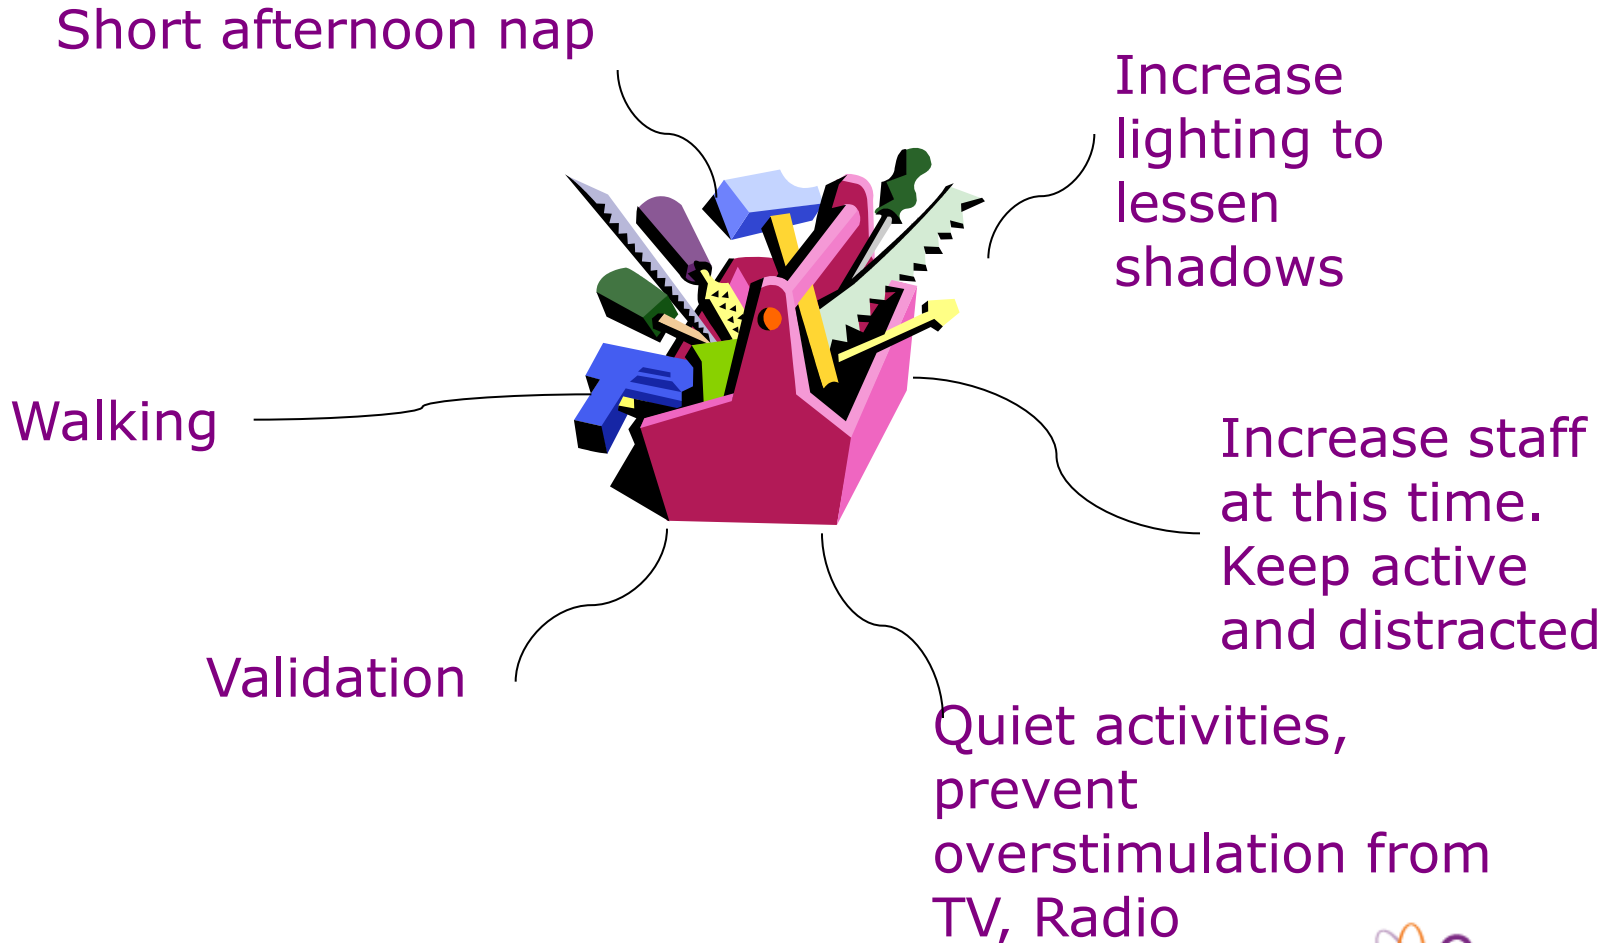 Short afternoon nap
Increase
lighting to
lessen
shadows
Walking
Increase staff
at this time.
Keep active
and distracted
Validation
Quiet activities,
prevent
overstimulation from
TV, Radio